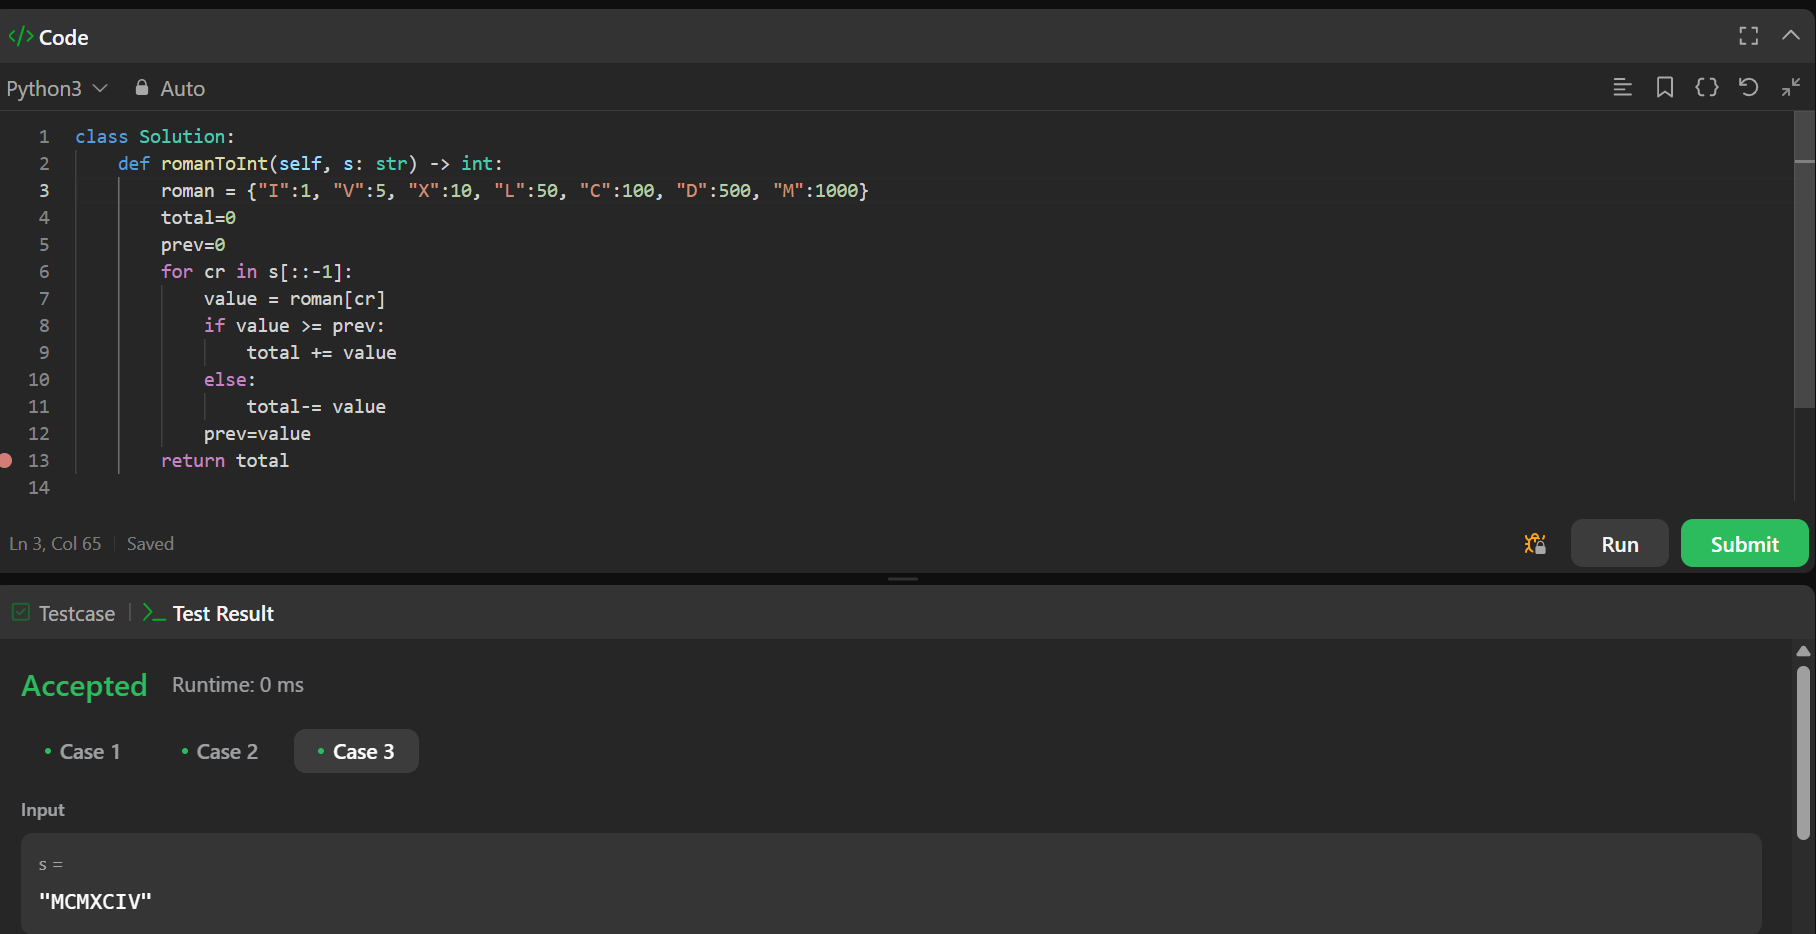 </> Code
Python3 Auto
1 class Solution:
2     def romanToInt(self, s: str) -> int:
3         roman = {"I":1, "V":5, "X":10, "L":50, "C":100, "D":500, "M":1000}
4         total=0
5         prev=0
6         for cr in s[::-1]:
7             value = roman[cr]
8             if value >= prev:
9                 total += value
10             else:
11                 total-= value
12             prev=value
13         return total
14
Ln 3, Col 65 | Saved
Run Submit
Testcase | >_ Test Result
Accepted Runtime: 0 ms
• Case 1 • Case 2 • Case 3
Input
s =
"MCMXCIV"